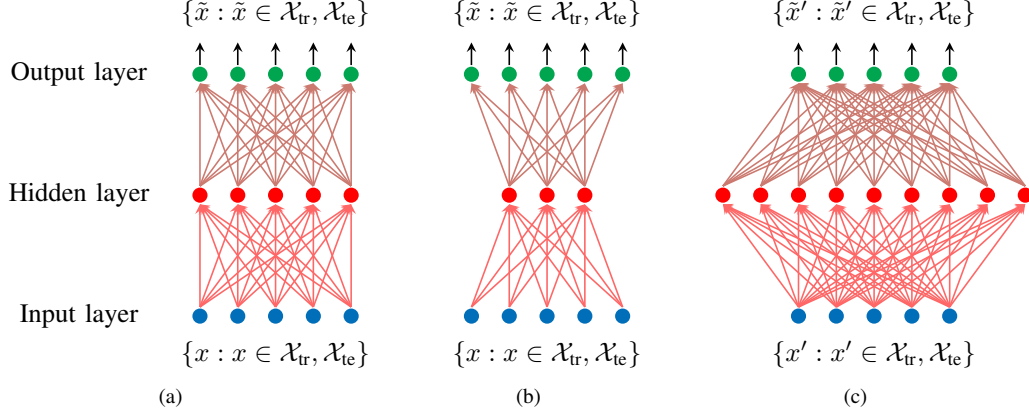 {x̃ : x̃ ∈ 𝒳tr, 𝒳te} {x̃ : x̃ ∈ 𝒳tr, 𝒳te} {x̃′ : x̃′ ∈ 𝒳tr, 𝒳te}
Output layer
Hidden layer
Input layer
{x : x ∈ 𝒳tr, 𝒳te} {x : x ∈ 𝒳tr, 𝒳te} {x′ : x′ ∈ 𝒳tr, 𝒳te}
(a) (b) (c)